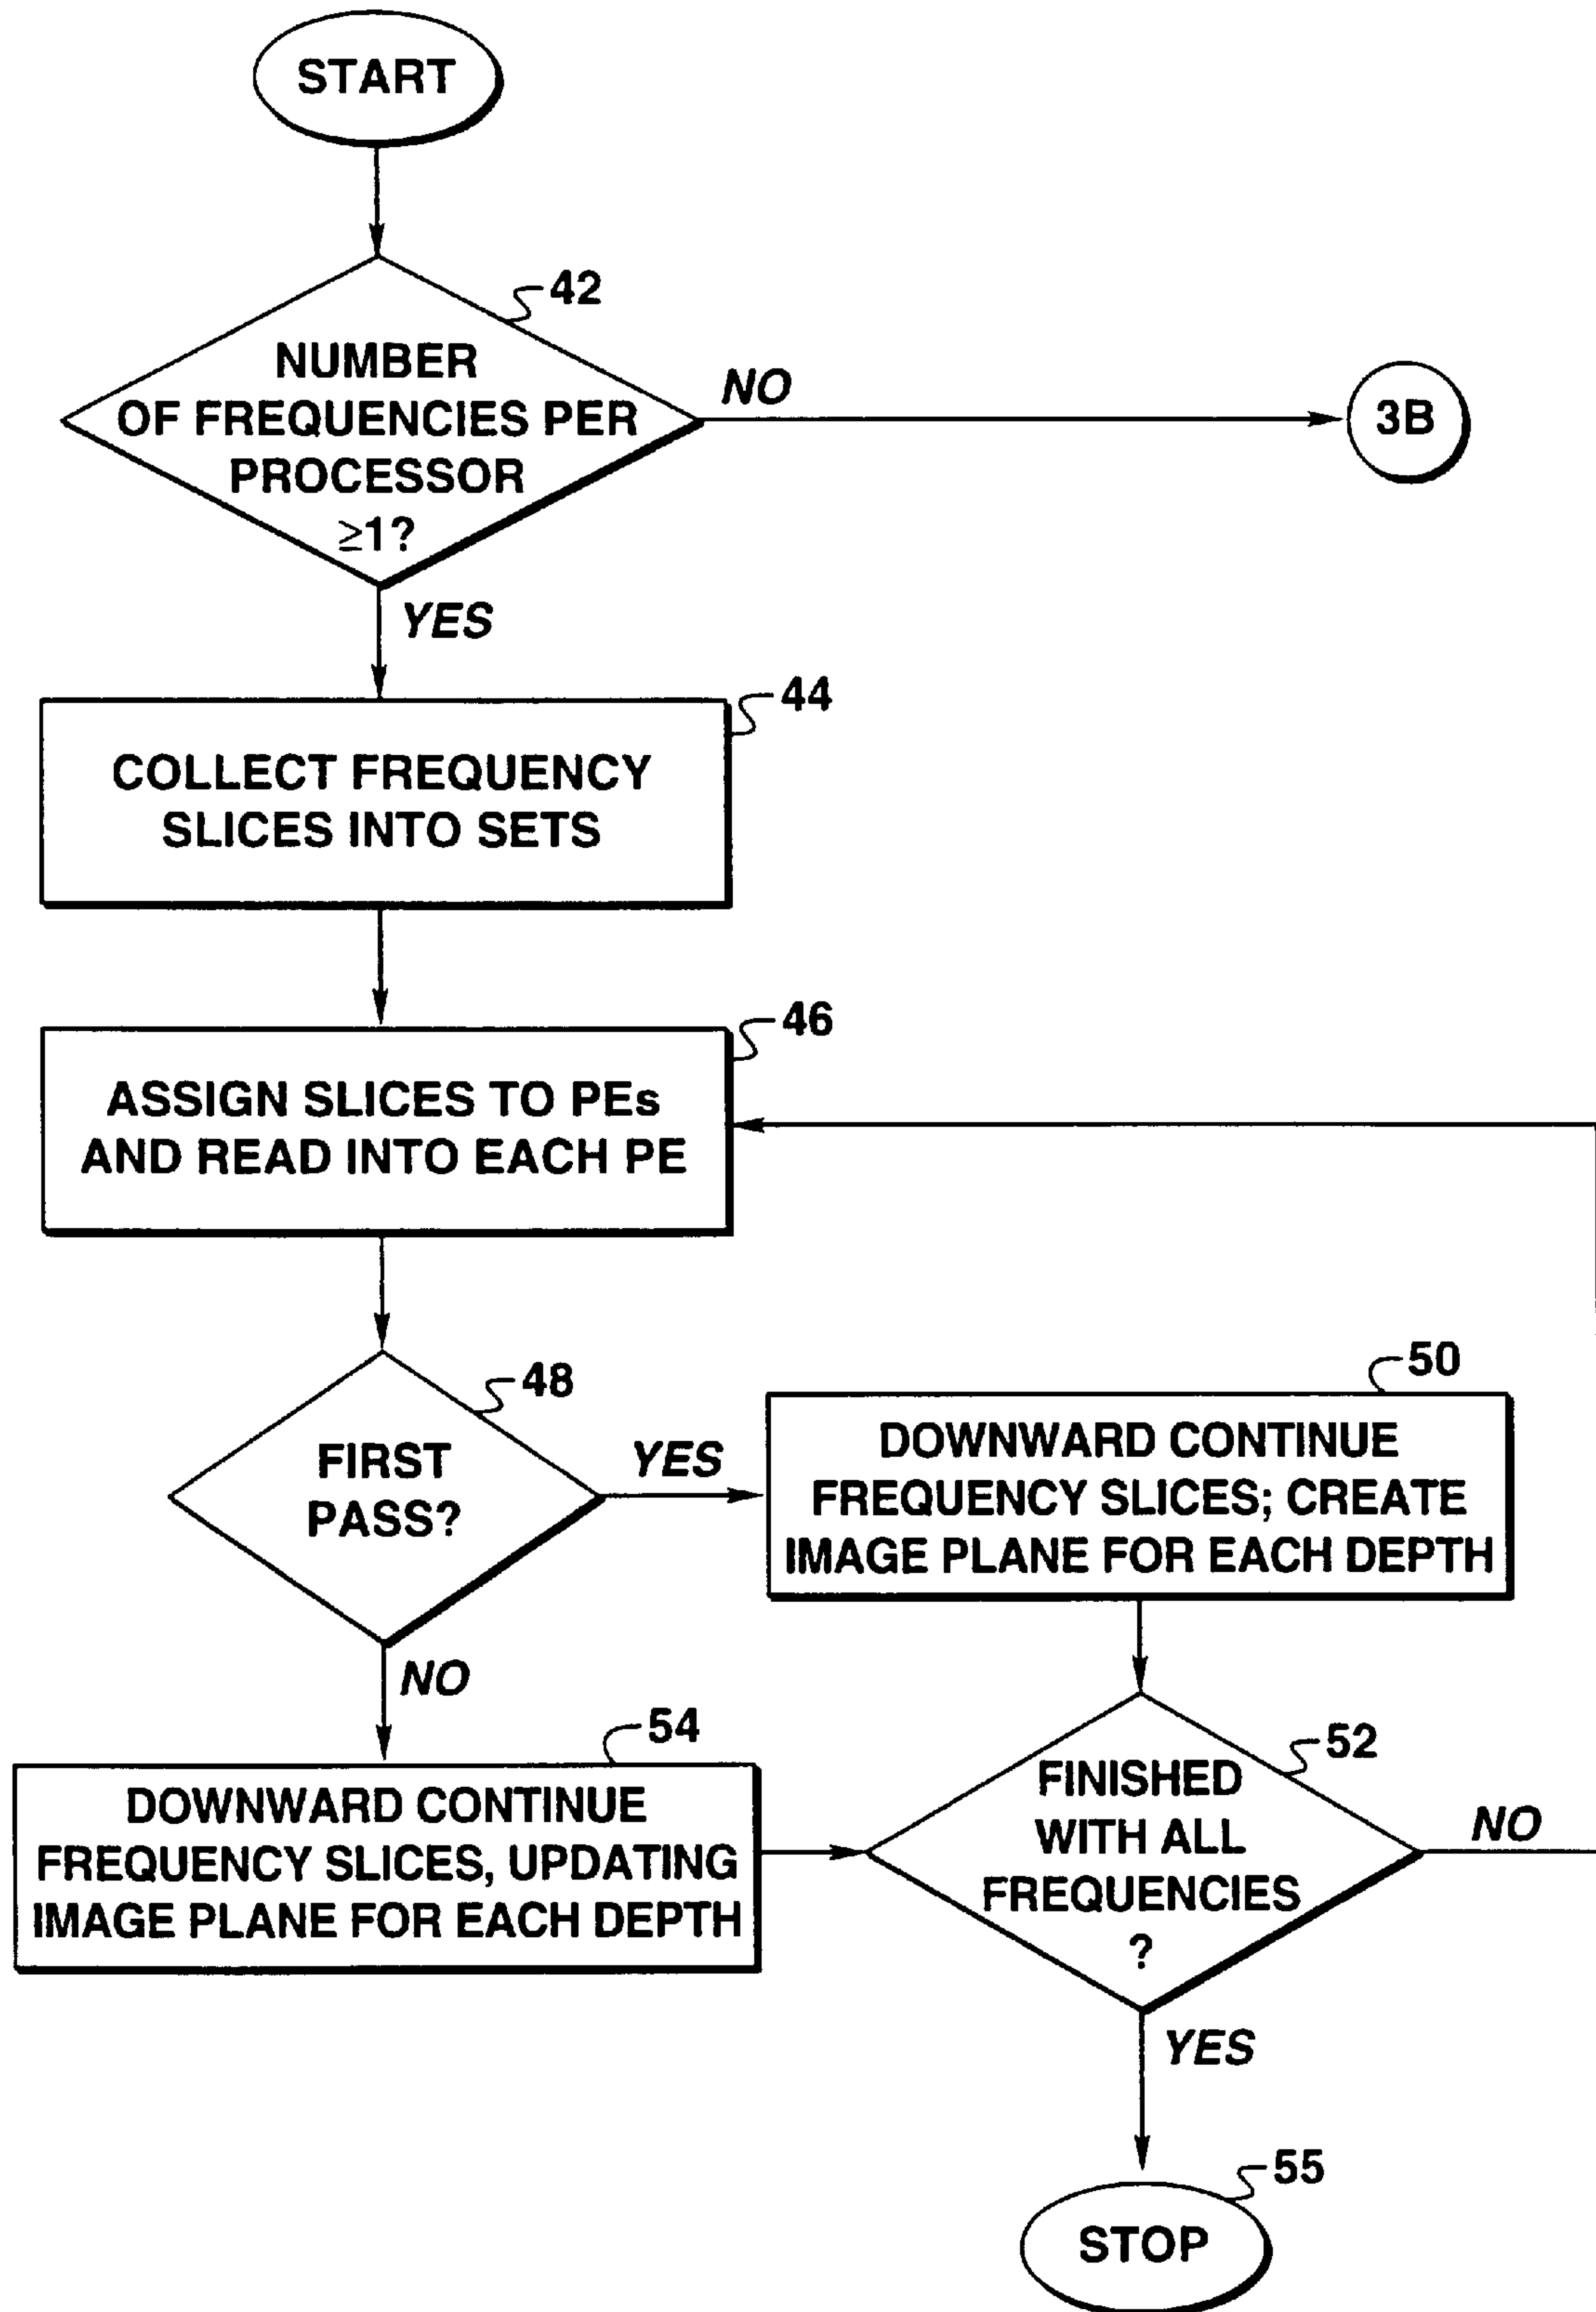 START
42
NUMBER
OF FREQUENCIES PER
PROCESSOR
≥1?
NO
3B
YES
44
COLLECT FREQUENCY
SLICES INTO SETS
46
ASSIGN SLICES TO PEs
AND READ INTO EACH PE
48
FIRST
PASS?
YES
50
DOWNWARD CONTINUE
FREQUENCY SLICES; CREATE
IMAGE PLANE FOR EACH DEPTH
NO
54
DOWNWARD CONTINUE
FREQUENCY SLICES, UPDATING
IMAGE PLANE FOR EACH DEPTH
52
FINISHED
WITH ALL
FREQUENCIES
?
NO
YES
55
STOP